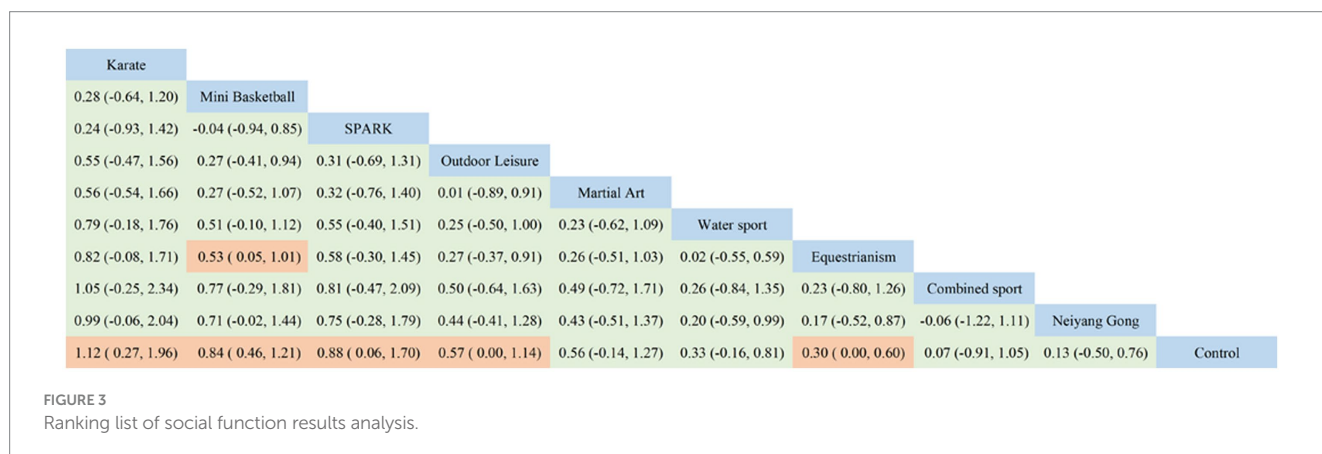 Karate
0.28 (-0.64, 1.20) Mini Basketball
0.24 (-0.93, 1.42) -0.04 (-0.94, 0.85) SPARK
0.55 (-0.47, 1.56) 0.27 (-0.41, 0.94) 0.31 (-0.69, 1.31) Outdoor Leisure
0.56 (-0.54, 1.66) 0.27 (-0.52, 1.07) 0.32 (-0.76, 1.40) 0.01 (-0.89, 0.91) Martial Art
0.79 (-0.18, 1.76) 0.51 (-0.10, 1.12) 0.55 (-0.40, 1.51) 0.25 (-0.50, 1.00) 0.23 (-0.62, 1.09) Water sport
0.82 (-0.08, 1.71) 0.53 ( 0.05, 1.01) 0.58 (-0.30, 1.45) 0.27 (-0.37, 0.91) 0.26 (-0.51, 1.03) 0.02 (-0.55, 0.59) Equestrianism
1.05 (-0.25, 2.34) 0.77 (-0.29, 1.81) 0.81 (-0.47, 2.09) 0.50 (-0.64, 1.63) 0.49 (-0.72, 1.71) 0.26 (-0.84, 1.35) 0.23 (-0.80, 1.26) Combined sport
0.99 (-0.06, 2.04) 0.71 (-0.02, 1.44) 0.75 (-0.28, 1.79) 0.44 (-0.41, 1.28) 0.43 (-0.51, 1.37) 0.20 (-0.59, 0.99) 0.17 (-0.52, 0.87) -0.06 (-1.22, 1.11) Neiyang Gong
1.12 ( 0.27, 1.96) 0.84 ( 0.46, 1.21) 0.88 ( 0.06, 1.70) 0.57 ( 0.00, 1.14) 0.56 (-0.14, 1.27) 0.33 (-0.16, 0.81) 0.30 ( 0.00, 0.60) 0.07 (-0.91, 1.05) 0.13 (-0.50, 0.76) Control
FIGURE 3
Ranking list of social function results analysis.